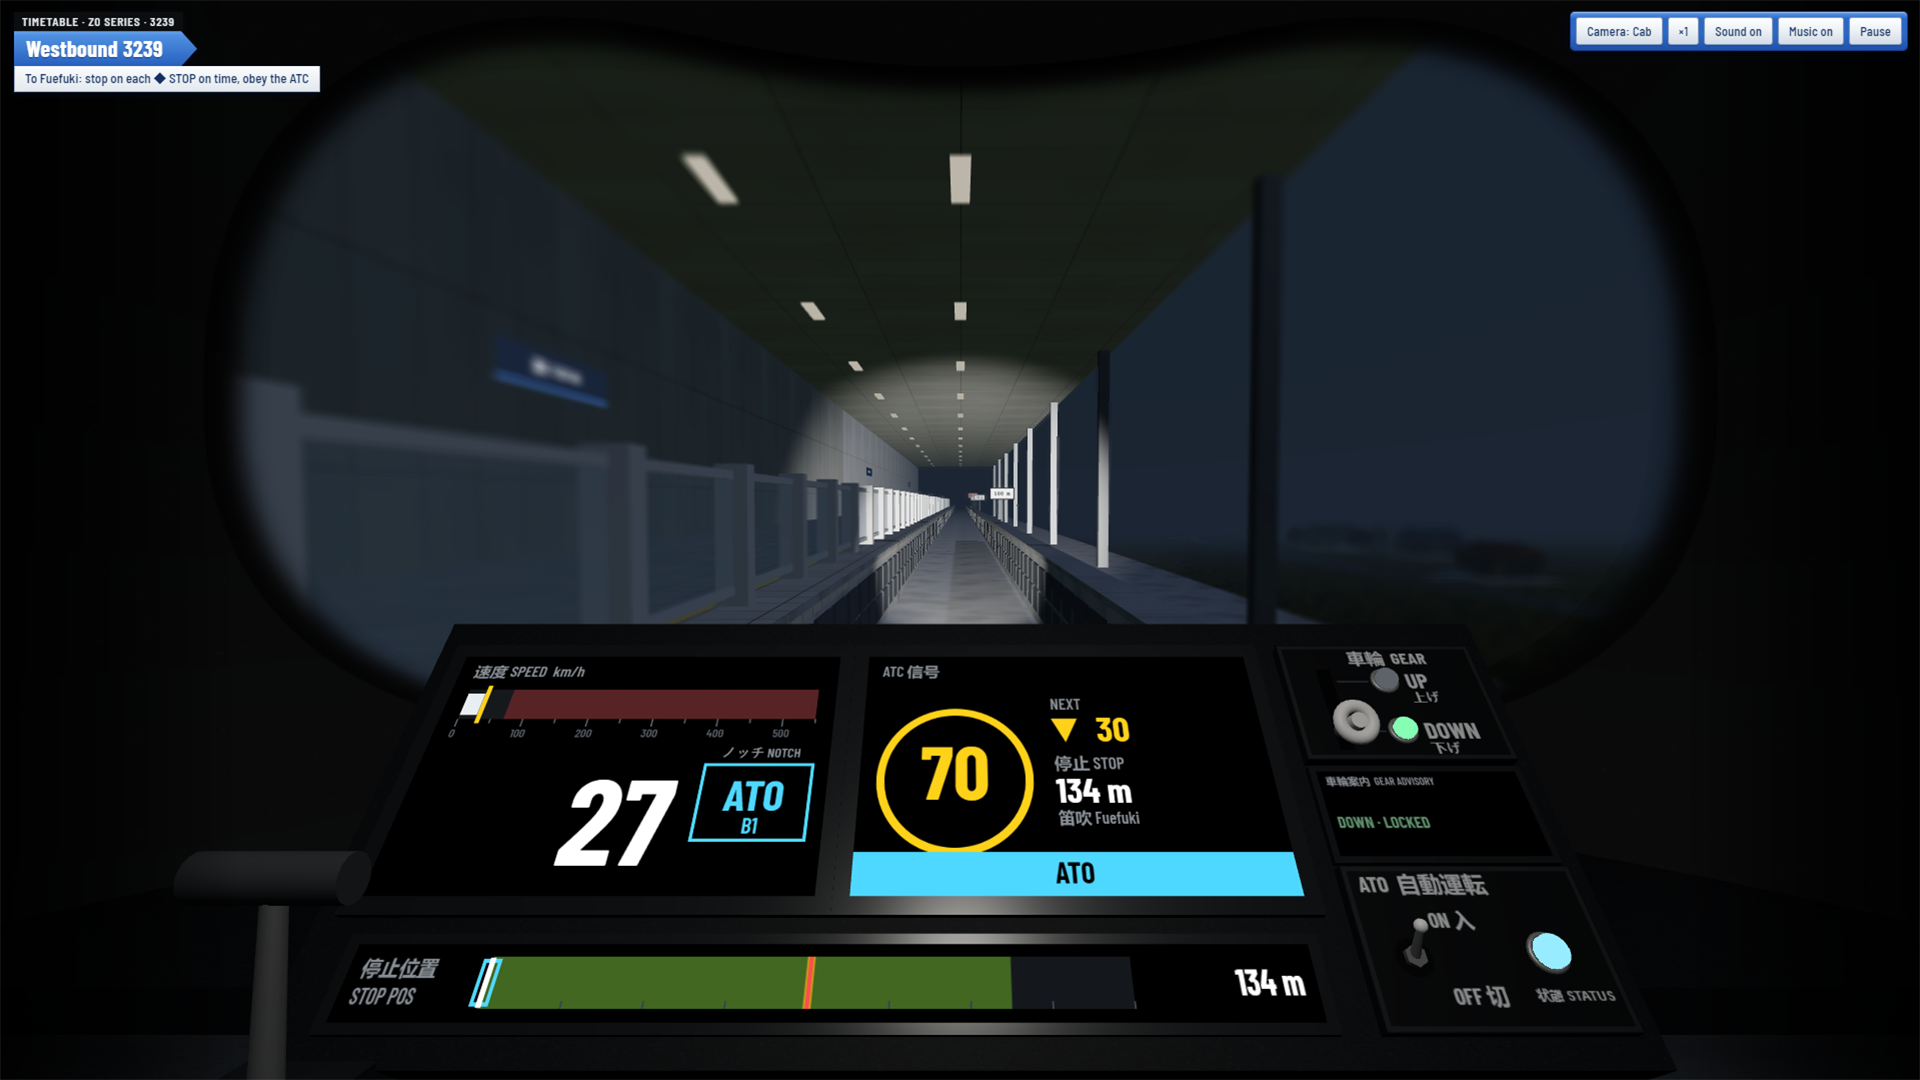 TIMETABLE · Z0 SERIES · 3239
Westbound 3239
To Fuefuki: stop on each ◆ STOP on time, obey the ATC
Camera: Cab
×1
Sound on
Music on
Pause
100 m
速度 SPEED km/h
0 100 200 300 400 500
ノッチ NOTCH
27
ATO
B1
ATC 信号
70
NEXT
▼ 30
停止 STOP
134 m
笛吹 Fuefuki
ATO
車輪 GEAR
UP
上げ
DOWN
下げ
車輪案内 GEAR ADVISORY
DOWN · LOCKED
ATO 自動運転
ON 入
OFF 切
状態 STATUS
停止位置
STOP POS
134 m